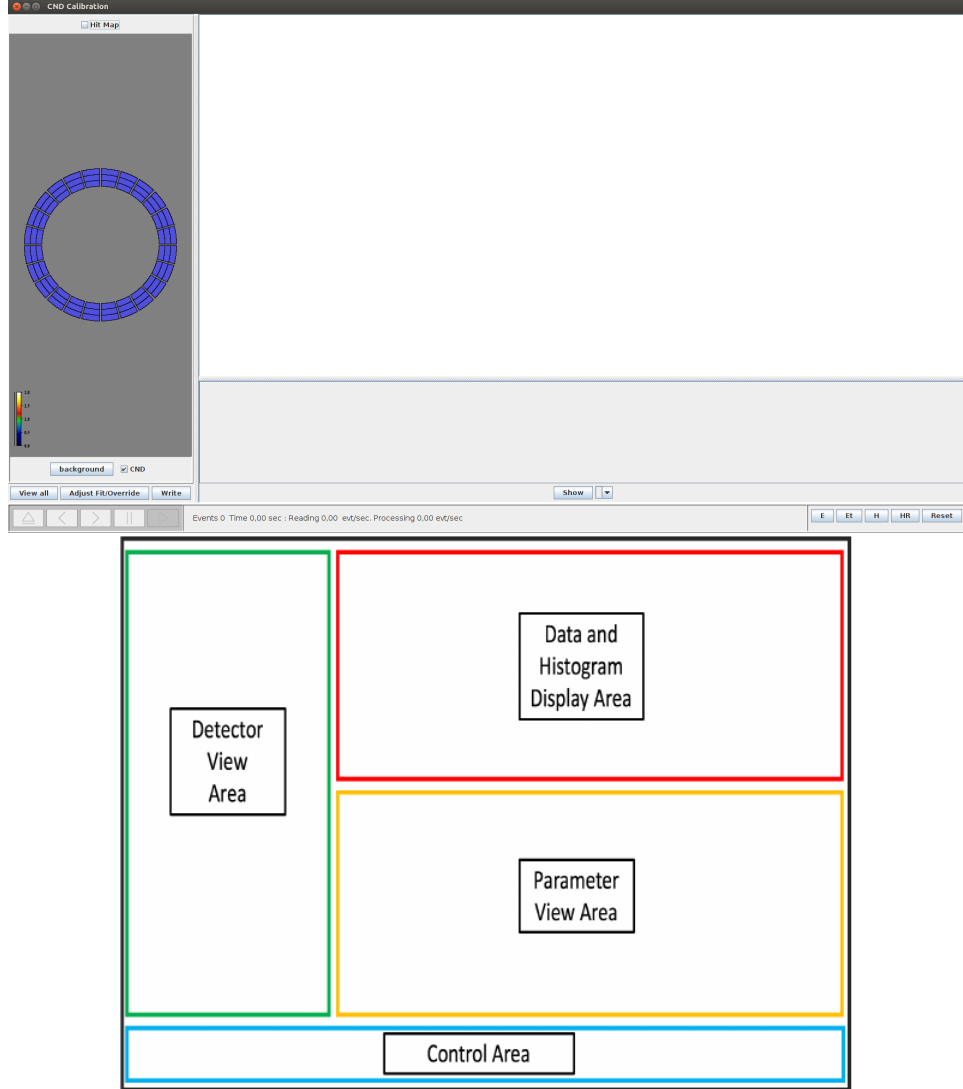 CND Calibration
Hit Map
background
CND
View all
Adjust Fit/Override
Write
Show
Events 0 Time 0,00 sec : Reading 0,00 evt/sec. Processing 0,00 evt/sec
E
Et
H
HR
Reset
Detector
View
Area
Data and
Histogram
Display Area
Parameter
View Area
Control Area